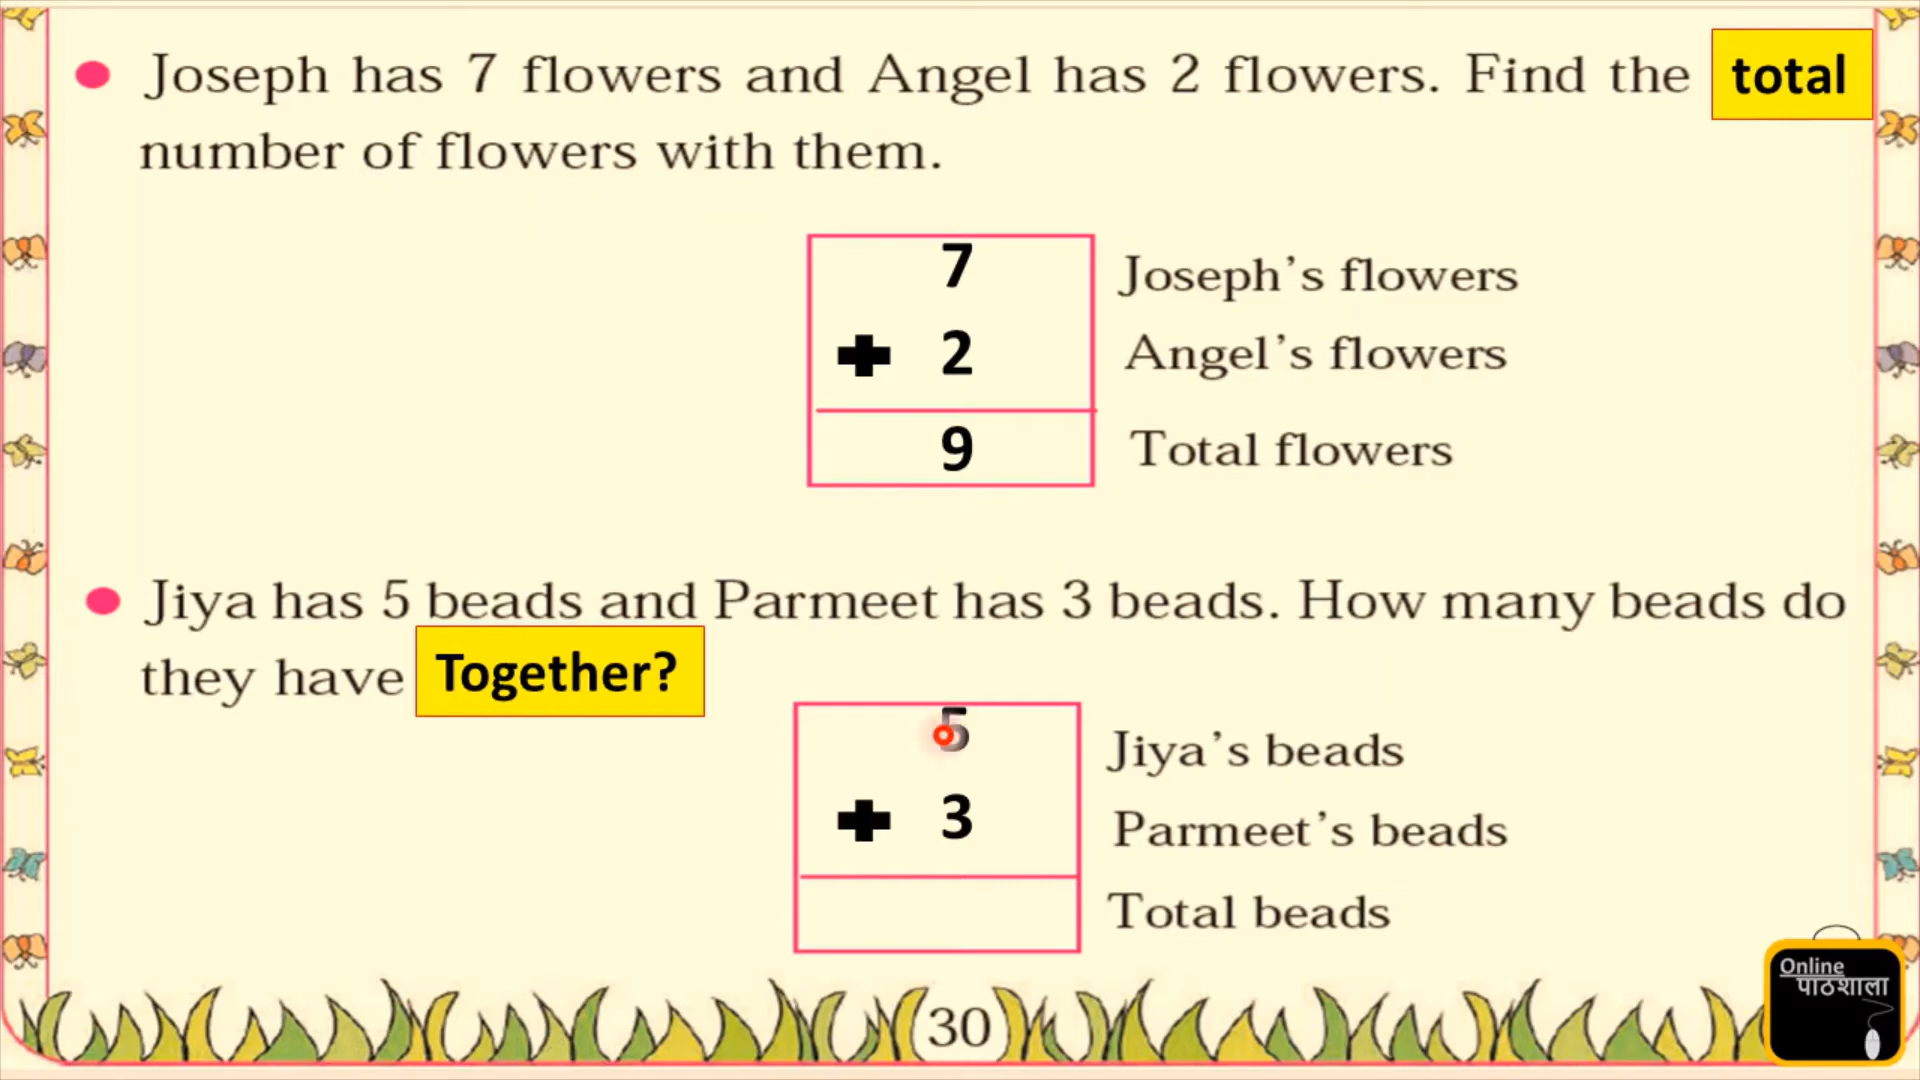 Joseph has 7 flowers and Angel has 2 flowers. Find the total
number of flowers with them.
7 Joseph's flowers
+ 2 Angel's flowers
9 Total flowers
Jiya has 5 beads and Parmeet has 3 beads. How many beads do
they have Together?
5 Jiya's beads
+ 3 Parmeet's beads
Total beads
30
Online
पाठशाला